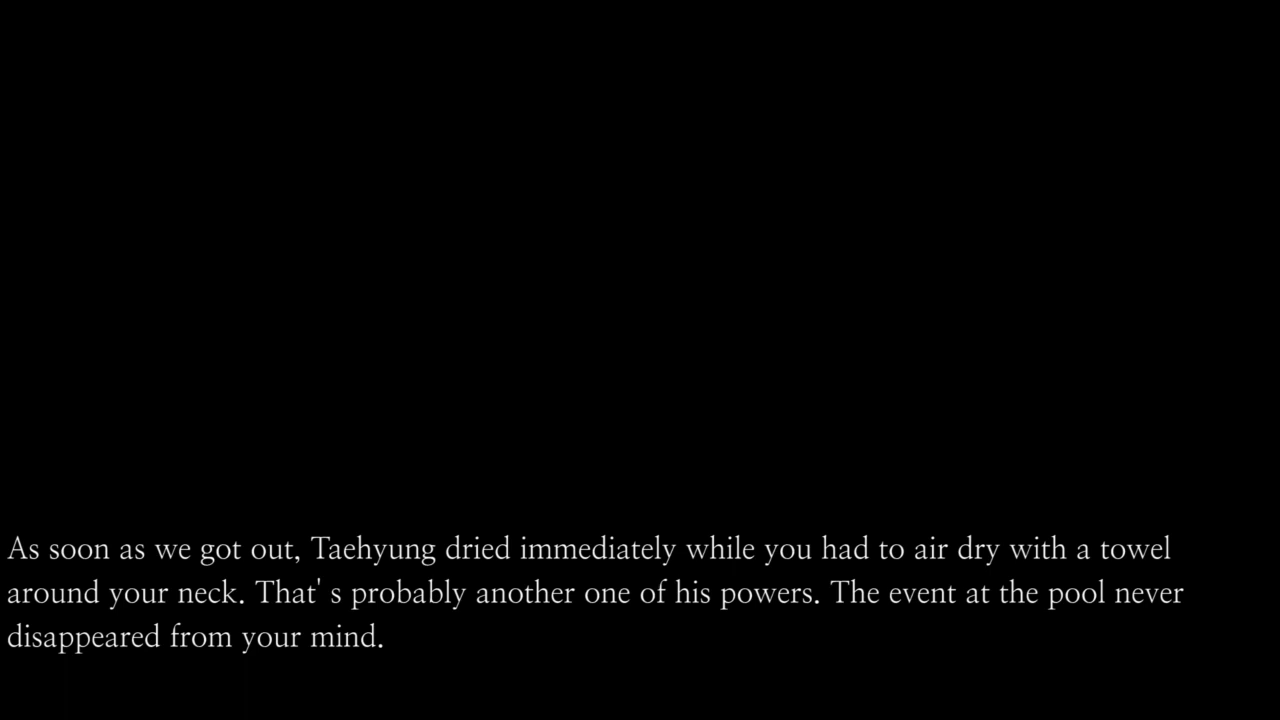 As soon as we got out, Taehyung dried immediately while you had to air dry with a towel
around your neck. That' s probably another one of his powers. The event at the pool never
disappeared from your mind.